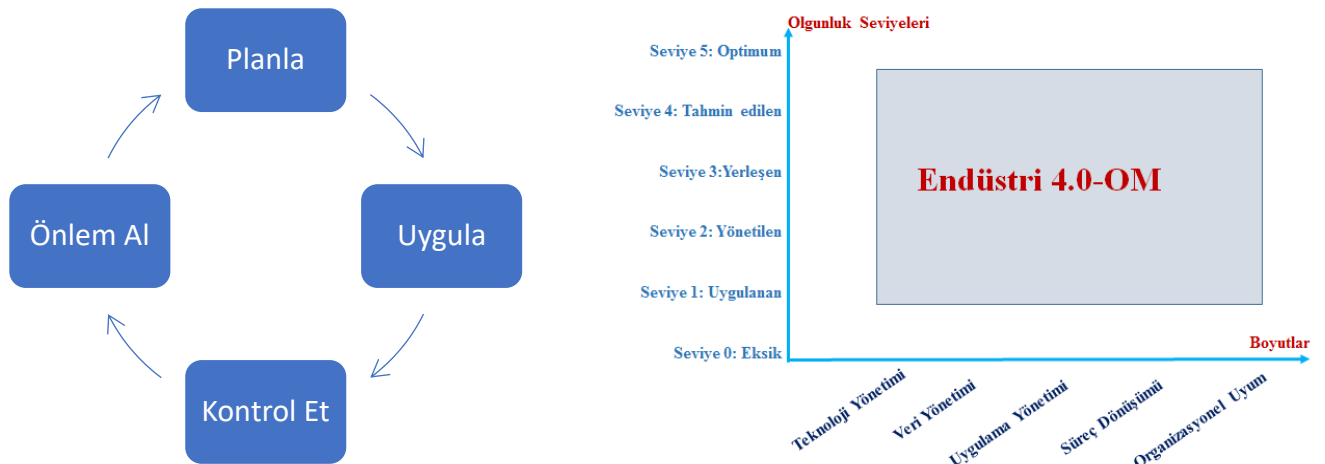 Planla
Uygula
Kontrol Et
Önlem Al
Olgunluk Seviyeleri
Seviye 5: Optimum
Seviye 4: Tahmin edilen
Seviye 3:Yerleşen
Seviye 2: Yönetilen
Seviye 1: Uygulanan
Seviye 0: Eksik
Endüstri 4.0-OM
Boyutlar
Teknoloji Yönetimi
Veri Yönetimi
Uygulama Yönetimi
Süreç Dönüşümü
Organizasyonel Uyum